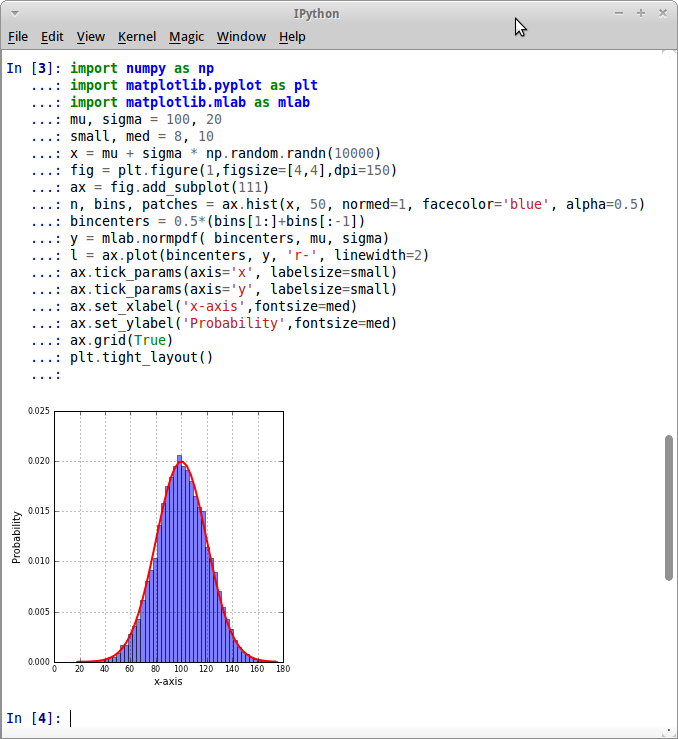 IPython
File Edit View Kernel Magic Window Help
In [3]: import numpy as np
   ...: import matplotlib.pyplot as plt
   ...: import matplotlib.mlab as mlab
   ...: mu, sigma = 100, 20
   ...: small, med = 8, 10
   ...: x = mu + sigma * np.random.randn(10000)
   ...: fig = plt.figure(1,figsize=[4,4],dpi=150)
   ...: ax = fig.add_subplot(111)
   ...: n, bins, patches = ax.hist(x, 50, normed=1, facecolor='blue', alpha=0.5)
   ...: bincenters = 0.5*(bins[1:]+bins[:-1])
   ...: y = mlab.normpdf( bincenters, mu, sigma)
   ...: l = ax.plot(bincenters, y, 'r-', linewidth=2)
   ...: ax.tick_params(axis='x', labelsize=small)
   ...: ax.tick_params(axis='y', labelsize=small)
   ...: ax.set_xlabel('x-axis',fontsize=med)
   ...: ax.set_ylabel('Probability',fontsize=med)
   ...: ax.grid(True)
   ...: plt.tight_layout()
   ...:
0.025
0.020
0.015
0.010
0.005
0.000
Probability
0 20 40 60 80 100 120 140 160 180
x-axis
In [4]: